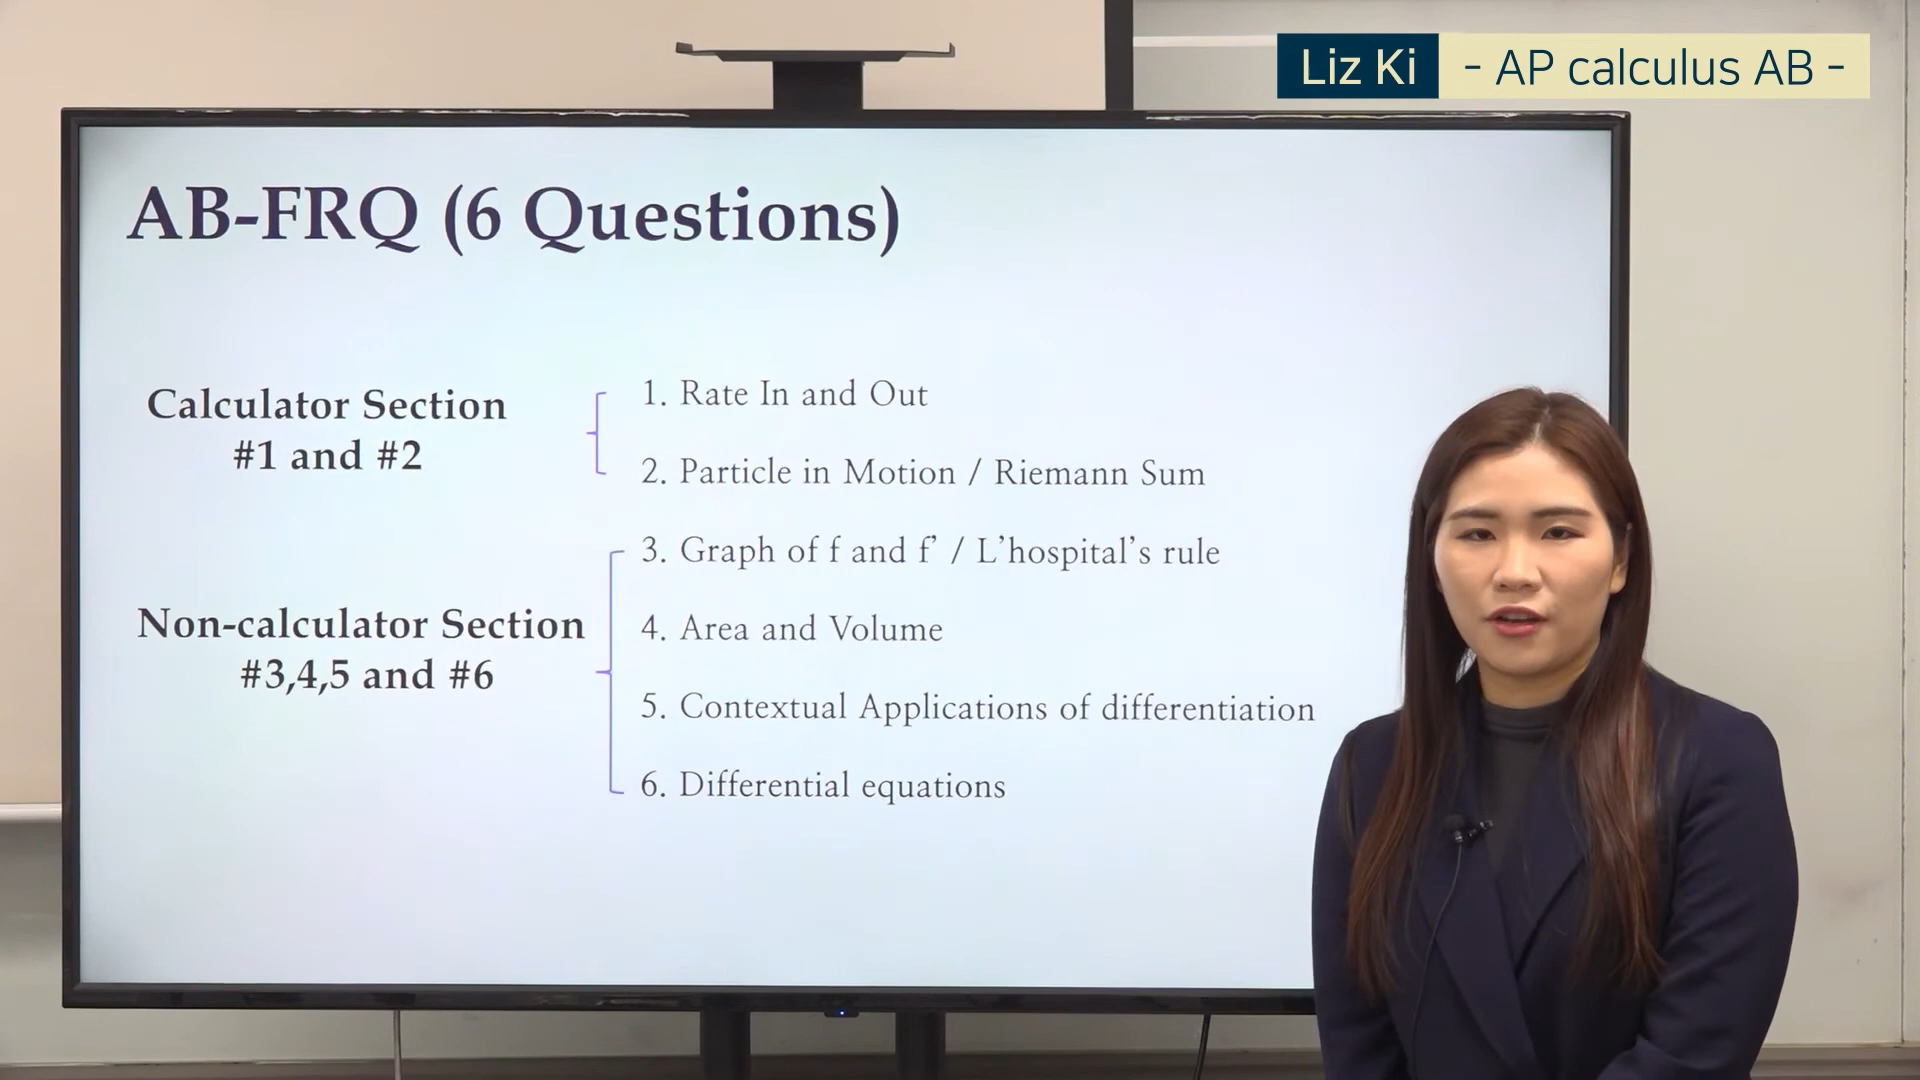 Liz Ki - AP calculus AB -
AB-FRQ (6 Questions)
Calculator Section
#1 and #2
1. Rate In and Out
2. Particle in Motion / Riemann Sum
Non-calculator Section
#3,4,5 and #6
3. Graph of f and f’ / L’hospital’s rule
4. Area and Volume
5. Contextual Applications of differentiation
6. Differential equations